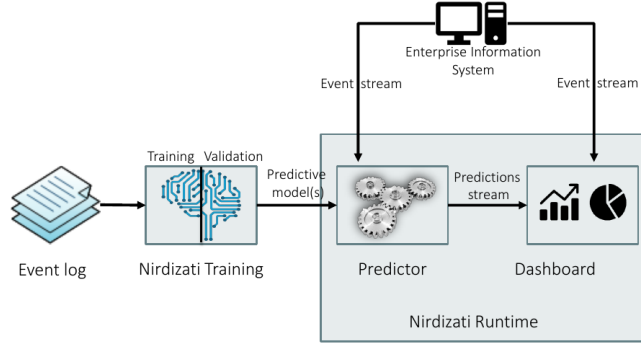 Enterprise Information
System
Event stream
Event stream
Training
Validation
Predictive
model(s)
Predictions
stream
Event log
Nirdizati Training
Predictor
Dashboard
Nirdizati Runtime